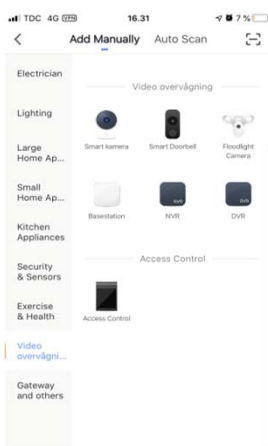 TDC 4G VPN 16.31 7 %
Add Manually Auto Scan
Electrician
Lighting
Large
Home Ap...
Small
Home Ap...
Kitchen
Appliances
Security
& Sensors
Exercise
& Health
Video
overvågni...
Gateway
and others
Video overvågning
Smart kamera
Smart Doorbell
Floodlight
Camera
Basestation
NVR
DVR
Access Control
Access Control